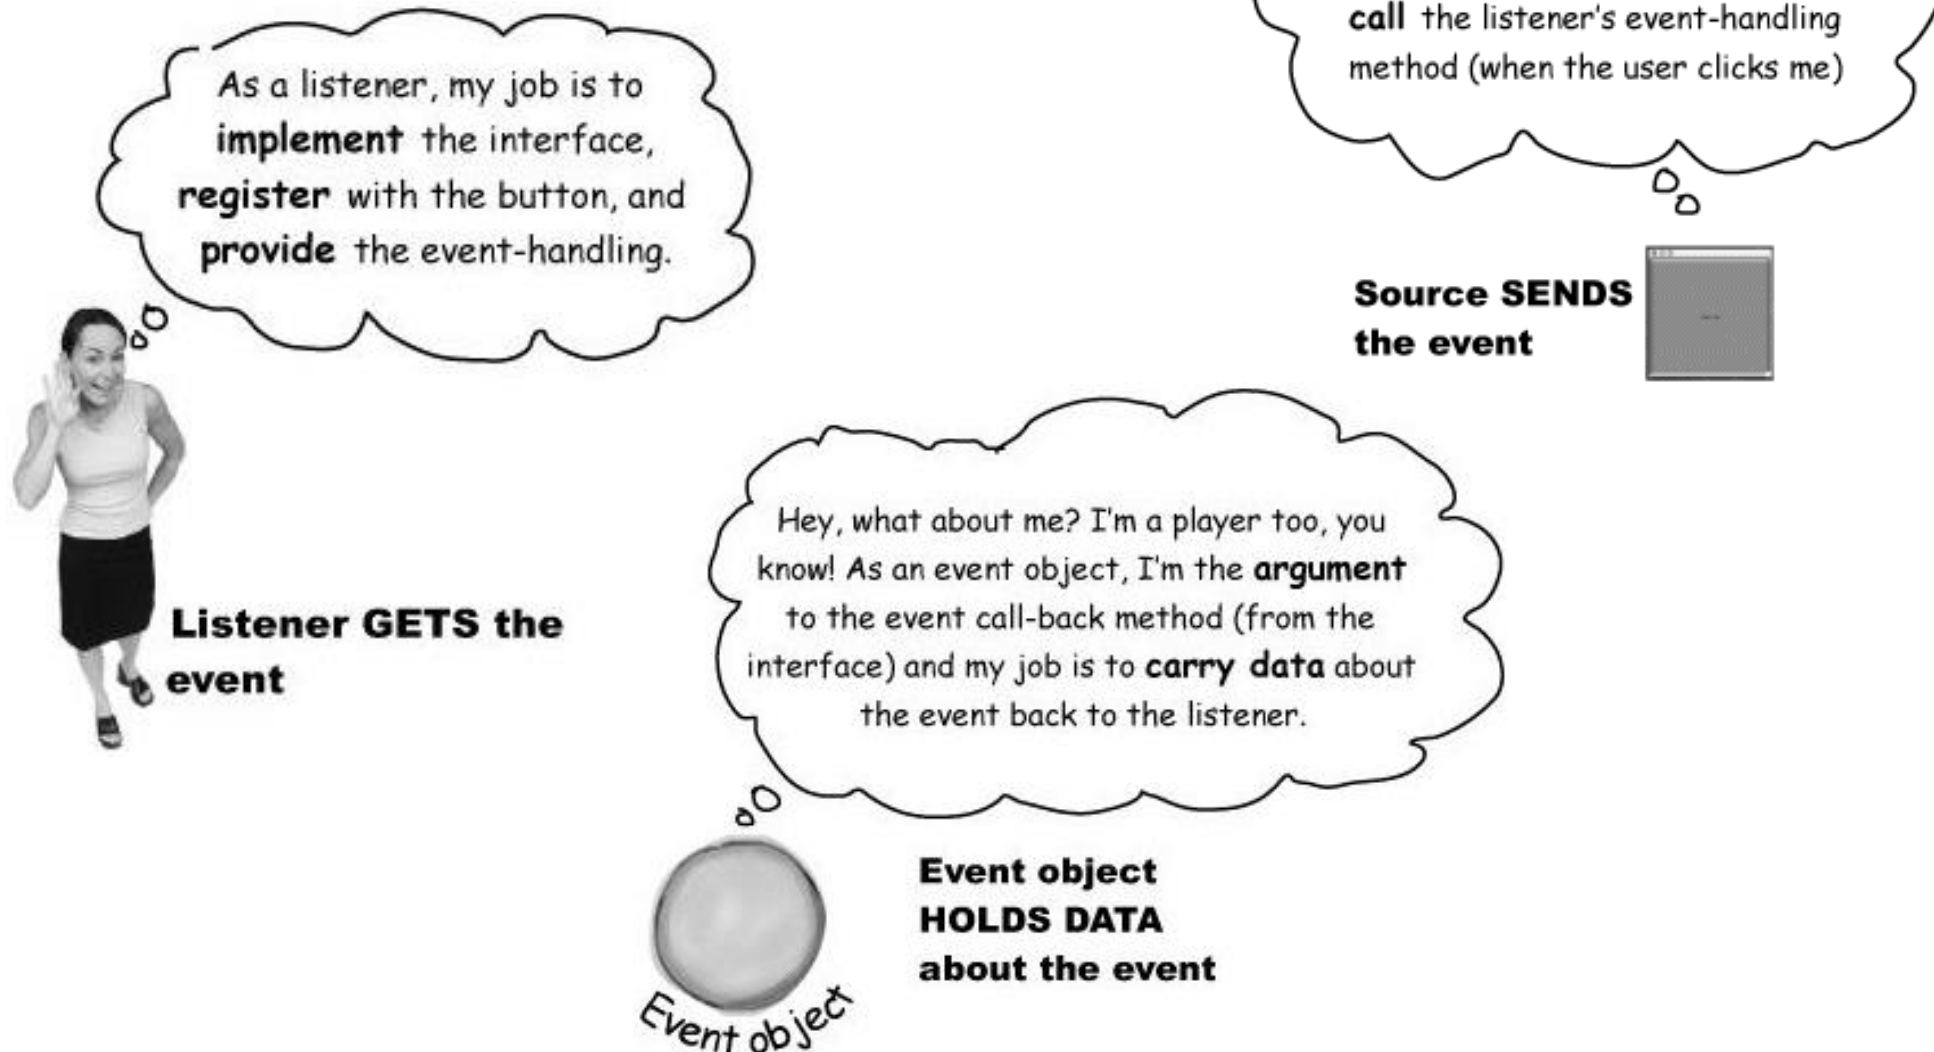 As a listener, my job is to
implement the interface,
register with the button, and
provide the event-handling.
Listener GETS the
event
call the listener's event-handling
method (when the user clicks me)
Source SENDS
the event
Hey, what about me? I'm a player too, you
know! As an event object, I'm the argument
to the event call-back method (from the
interface) and my job is to carry data about
the event back to the listener.
Event object
HOLDS DATA
about the event
Event object